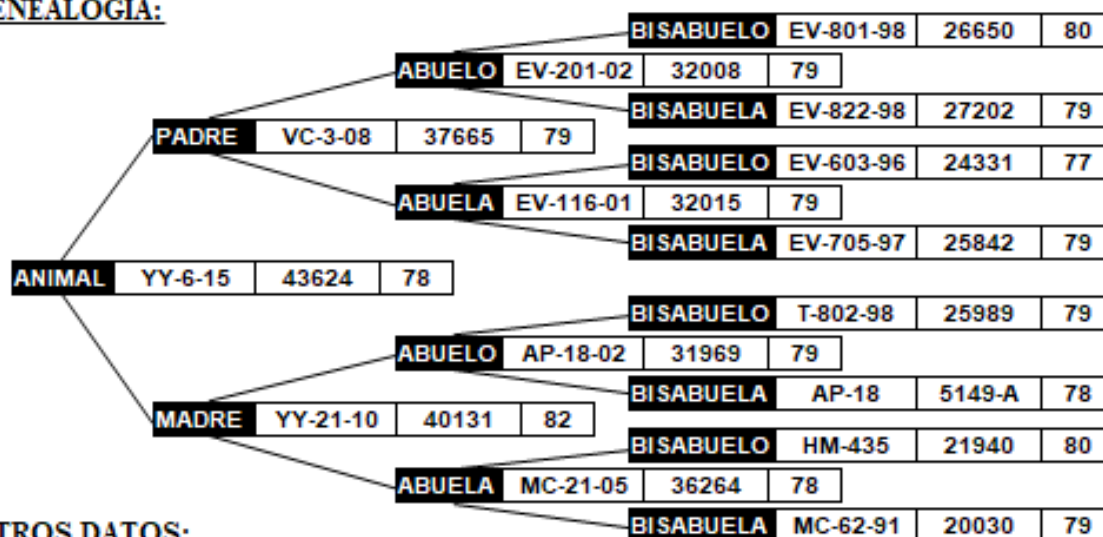 ENEALOGÍA:
BISABUELO EV-801-98 26650 80
ABUELO EV-201-02 32008 79
BISABUELA EV-822-98 27202 79
PADRE VC-3-08 37665 79
BISABUELO EV-603-96 24331 77
ABUELA EV-116-01 32015 79
BISABUELA EV-705-97 25842 79
ANIMAL YY-6-15 43624 78
BISABUELO T-802-98 25989 79
ABUELO AP-18-02 31969 79
BISABUELA AP-18 5149-A 78
MADRE YY-21-10 40131 82
BISABUELO HM-435 21940 80
ABUELA MC-21-05 36264 78
BISABUELA MC-62-91 20030 79
TROS DATOS: